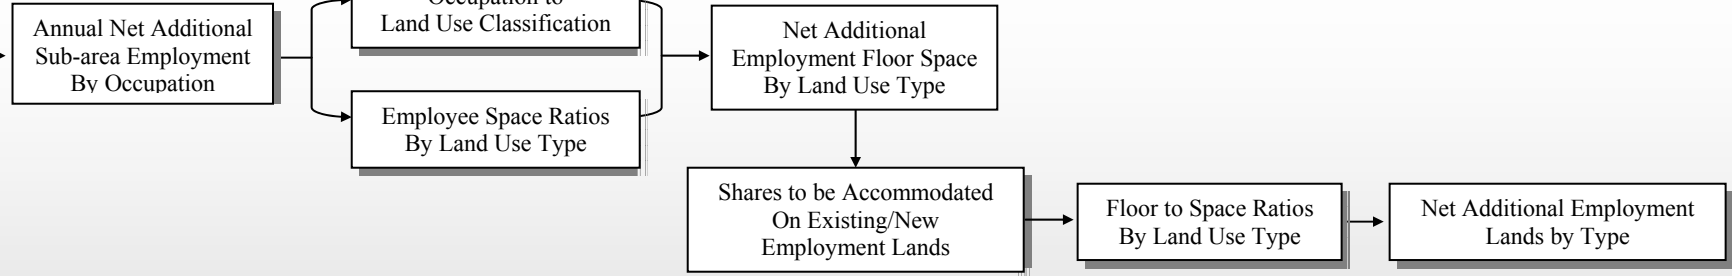 Annual Net Additional
Sub-area Employment
By Occupation
Occupation to
Land Use Classification
Employee Space Ratios
By Land Use Type
Net Additional
Employment Floor Space
By Land Use Type
Shares to be Accommodated
On Existing/New
Employment Lands
Floor to Space Ratios
By Land Use Type
Net Additional Employment
Lands by Type